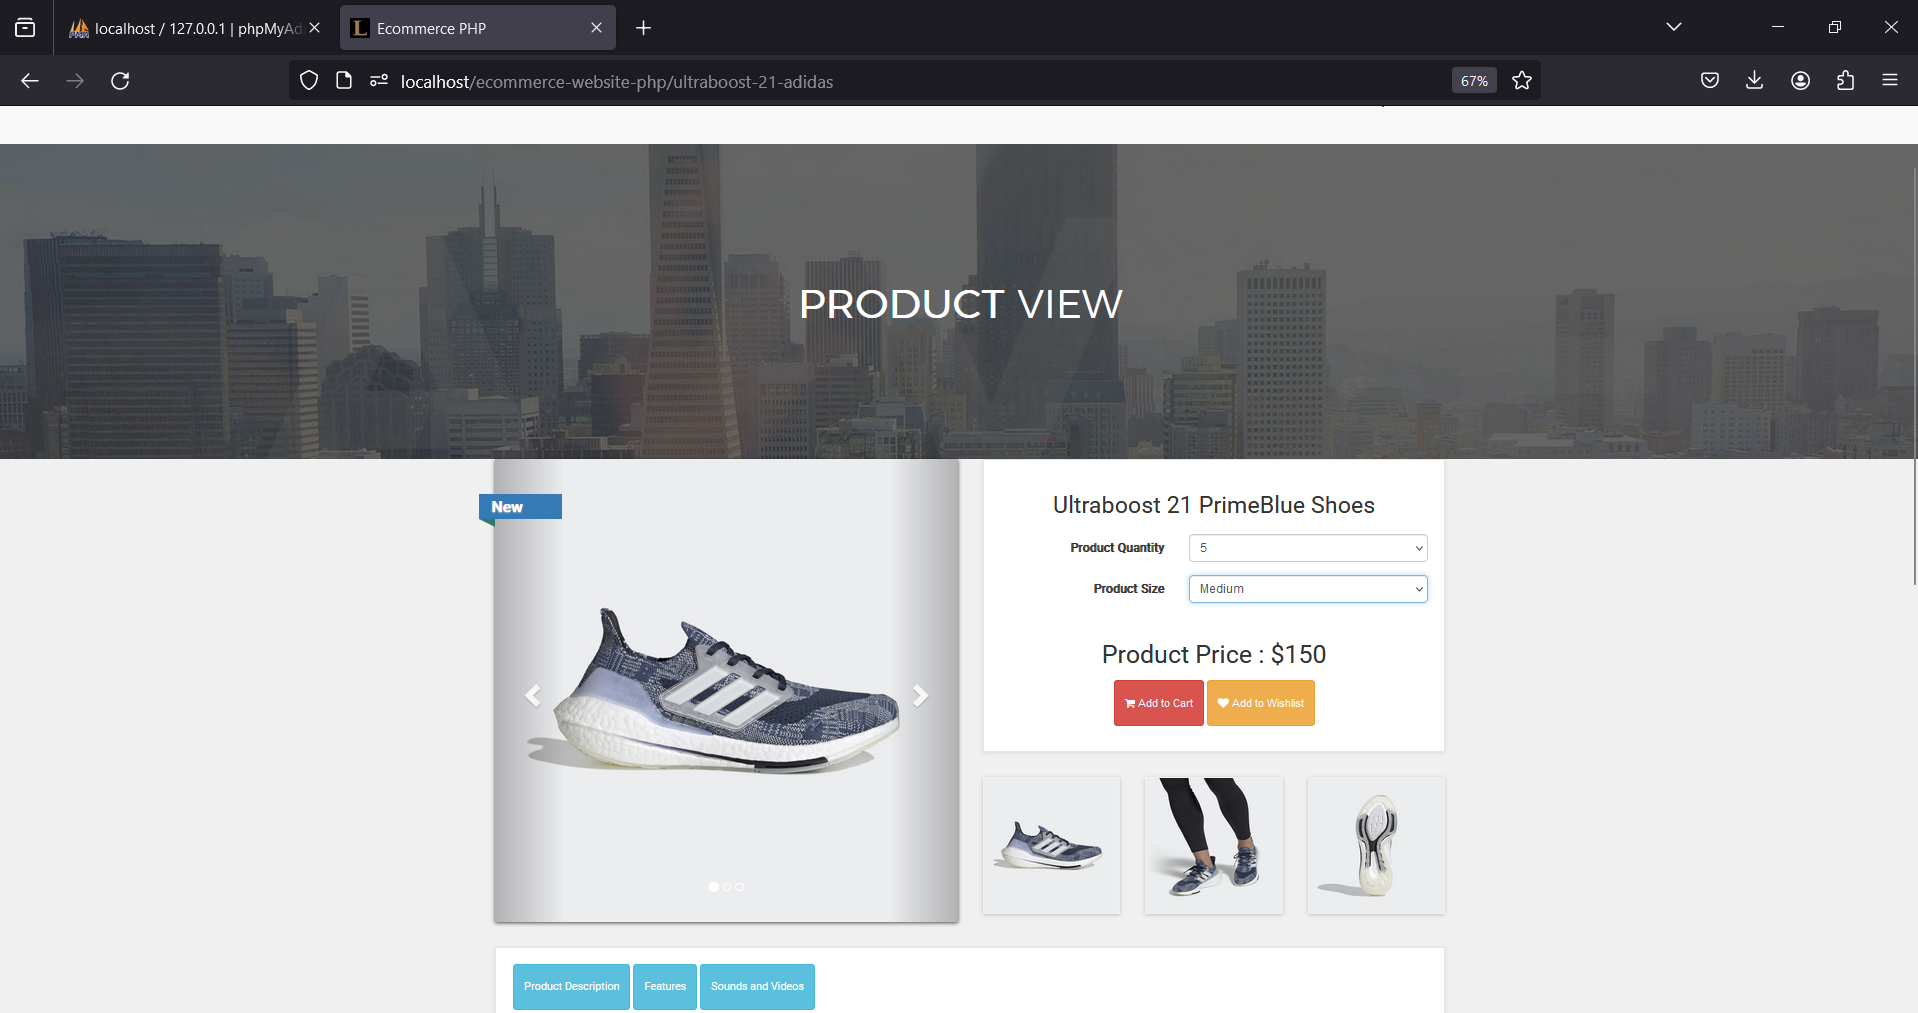 localhost / 127.0.0.1 | phpMyAd
Ecommerce PHP
localhost/ecommerce-website-php/ultraboost-21-adidas
67%
PRODUCT VIEW
New
Ultraboost 21 PrimeBlue Shoes
Product Quantity 5
Product Size Medium
Product Price : $150
Add to Cart Add to Wishlist
Product Description Features Sounds and Videos